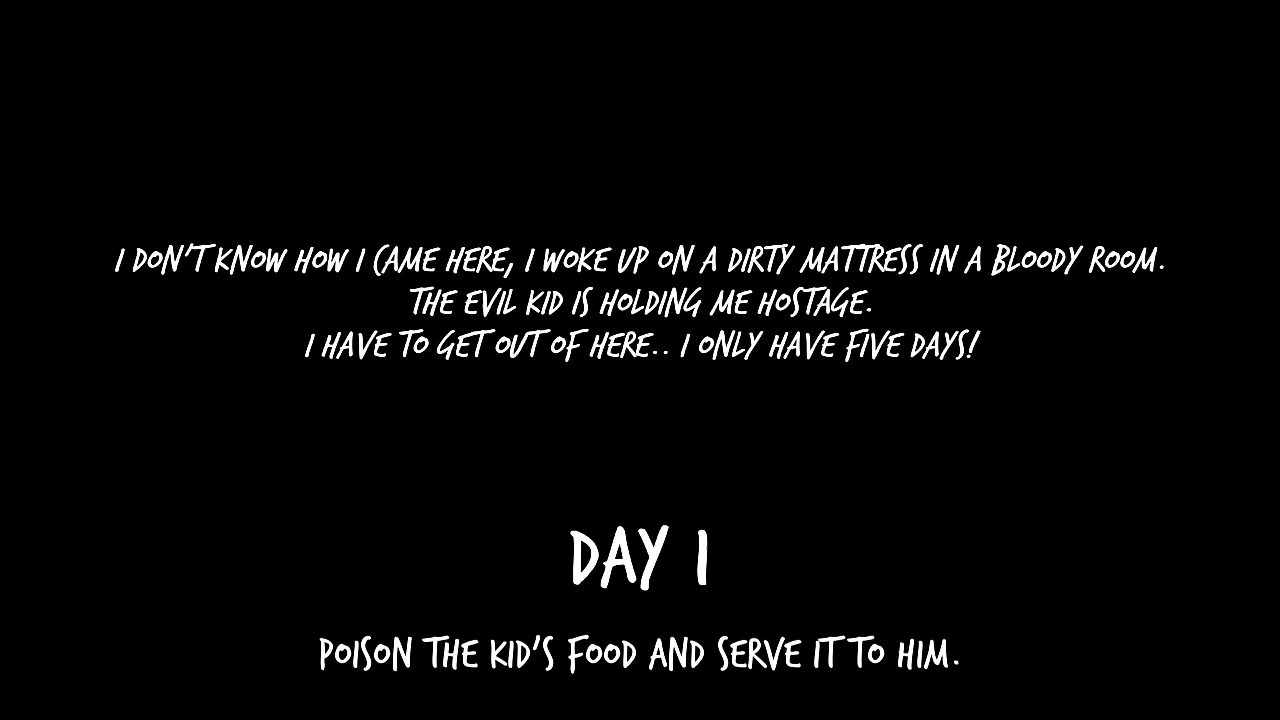 I DON'T KNOW HOW I CAME HERE, I WOKE UP ON A DIRTY MATTRESS IN A BLOODY ROOM.
THE EVIL KID IS HOLDING ME HOSTAGE.
I HAVE TO GET OUT OF HERE.. I ONLY HAVE FIVE DAYS!
DAY 1
POISON THE KID'S FOOD AND SERVE IT TO HIM.